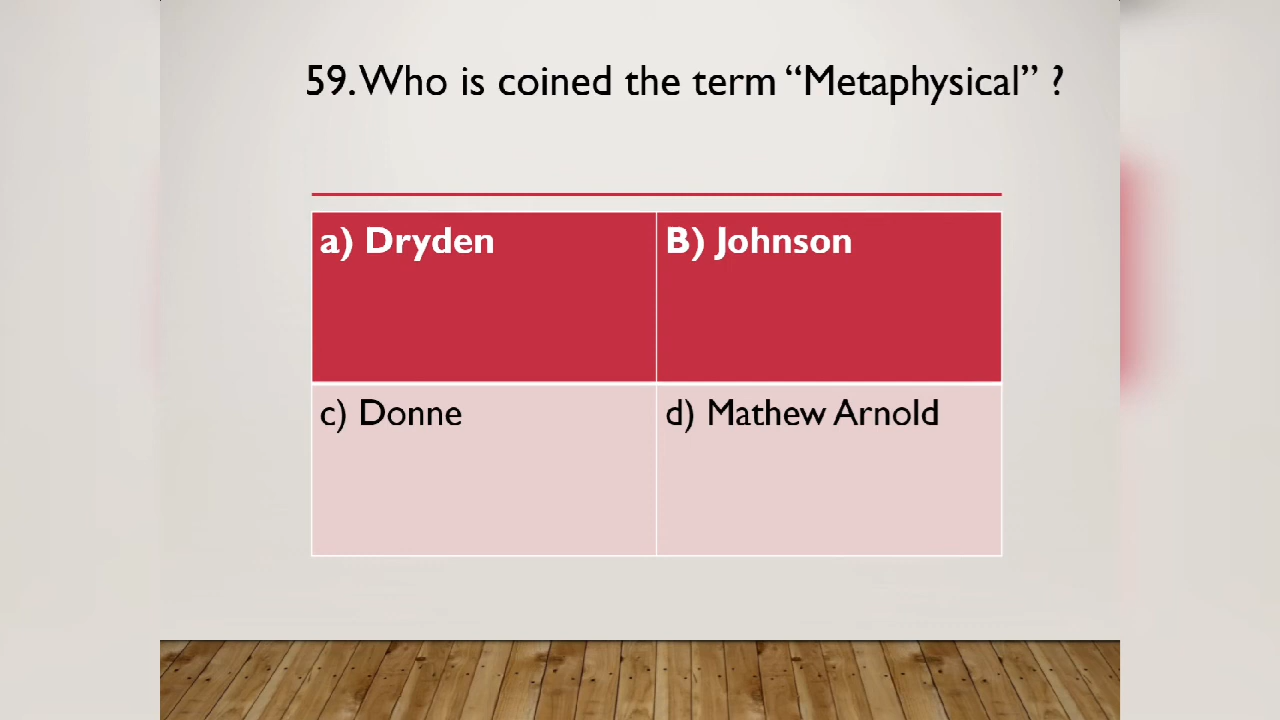 59. Who is coined the term “Metaphysical” ?
a) Dryden
B) Johnson
c) Donne
d) Mathew Arnold